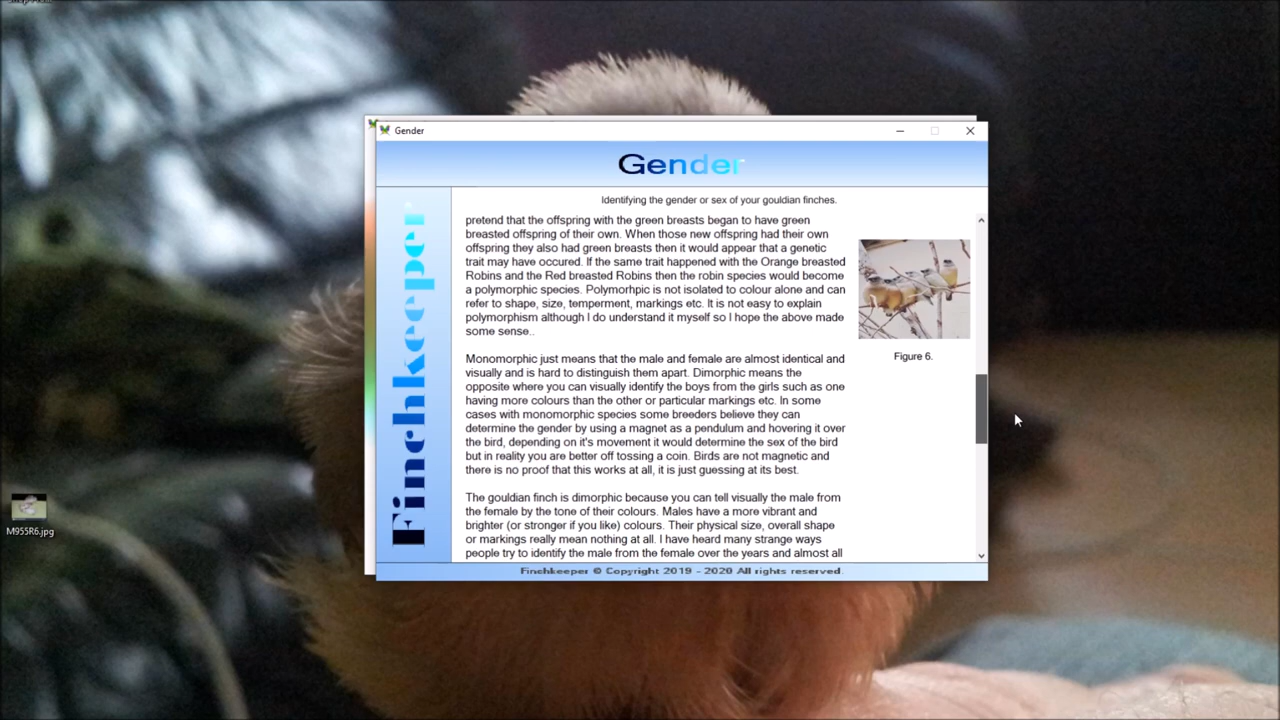 Gender
Gender
Identifying the gender or sex of your gouldian finches.
Finchkeeper
pretend that the offspring with the green breasts began to have green
breasted offspring of their own. When those new offspring had their own
offspring they also had green breasts then it would appear that a genetic
trait may have occured. If the same trait happened with the Orange breasted
Robins and the Red breasted Robins then the robin species would become
a polymorphic species. Polymorhpic is not isolated to colour alone and can
refer to shape, size, temperment, markings etc. It is not easy to explain
polymorphism although I do understand it myself so I hope the above made
some sense..
Monomorphic just means that the male and female are almost identical and
visually and is hard to distinguish them apart. Dimorphic means the
opposite where you can visually identify the boys from the girls such as one
having more colours than the other or particular markings etc. In some
cases with monomorphic species some breeders believe they can
determine the gender by using a magnet as a pendulum and hovering it over
the bird, depending on it's movement it would determine the sex of the bird
but in reality you are better off tossing a coin. Birds are not magnetic and
there is no proof that this works at all, it is just guessing at its best.
The gouldian finch is dimorphic because you can tell visually the male from
the female by the tone of their colours. Males have a more vibrant and
brighter (or stronger if you like) colours. Their physical size, overall shape
or markings really mean nothing at all. I have heard many strange ways
people try to identify the male from the female over the years and almost all
Figure 6.
Finchkeeper © Copyright 2019 - 2020 All rights reserved.
M955R6.jpg